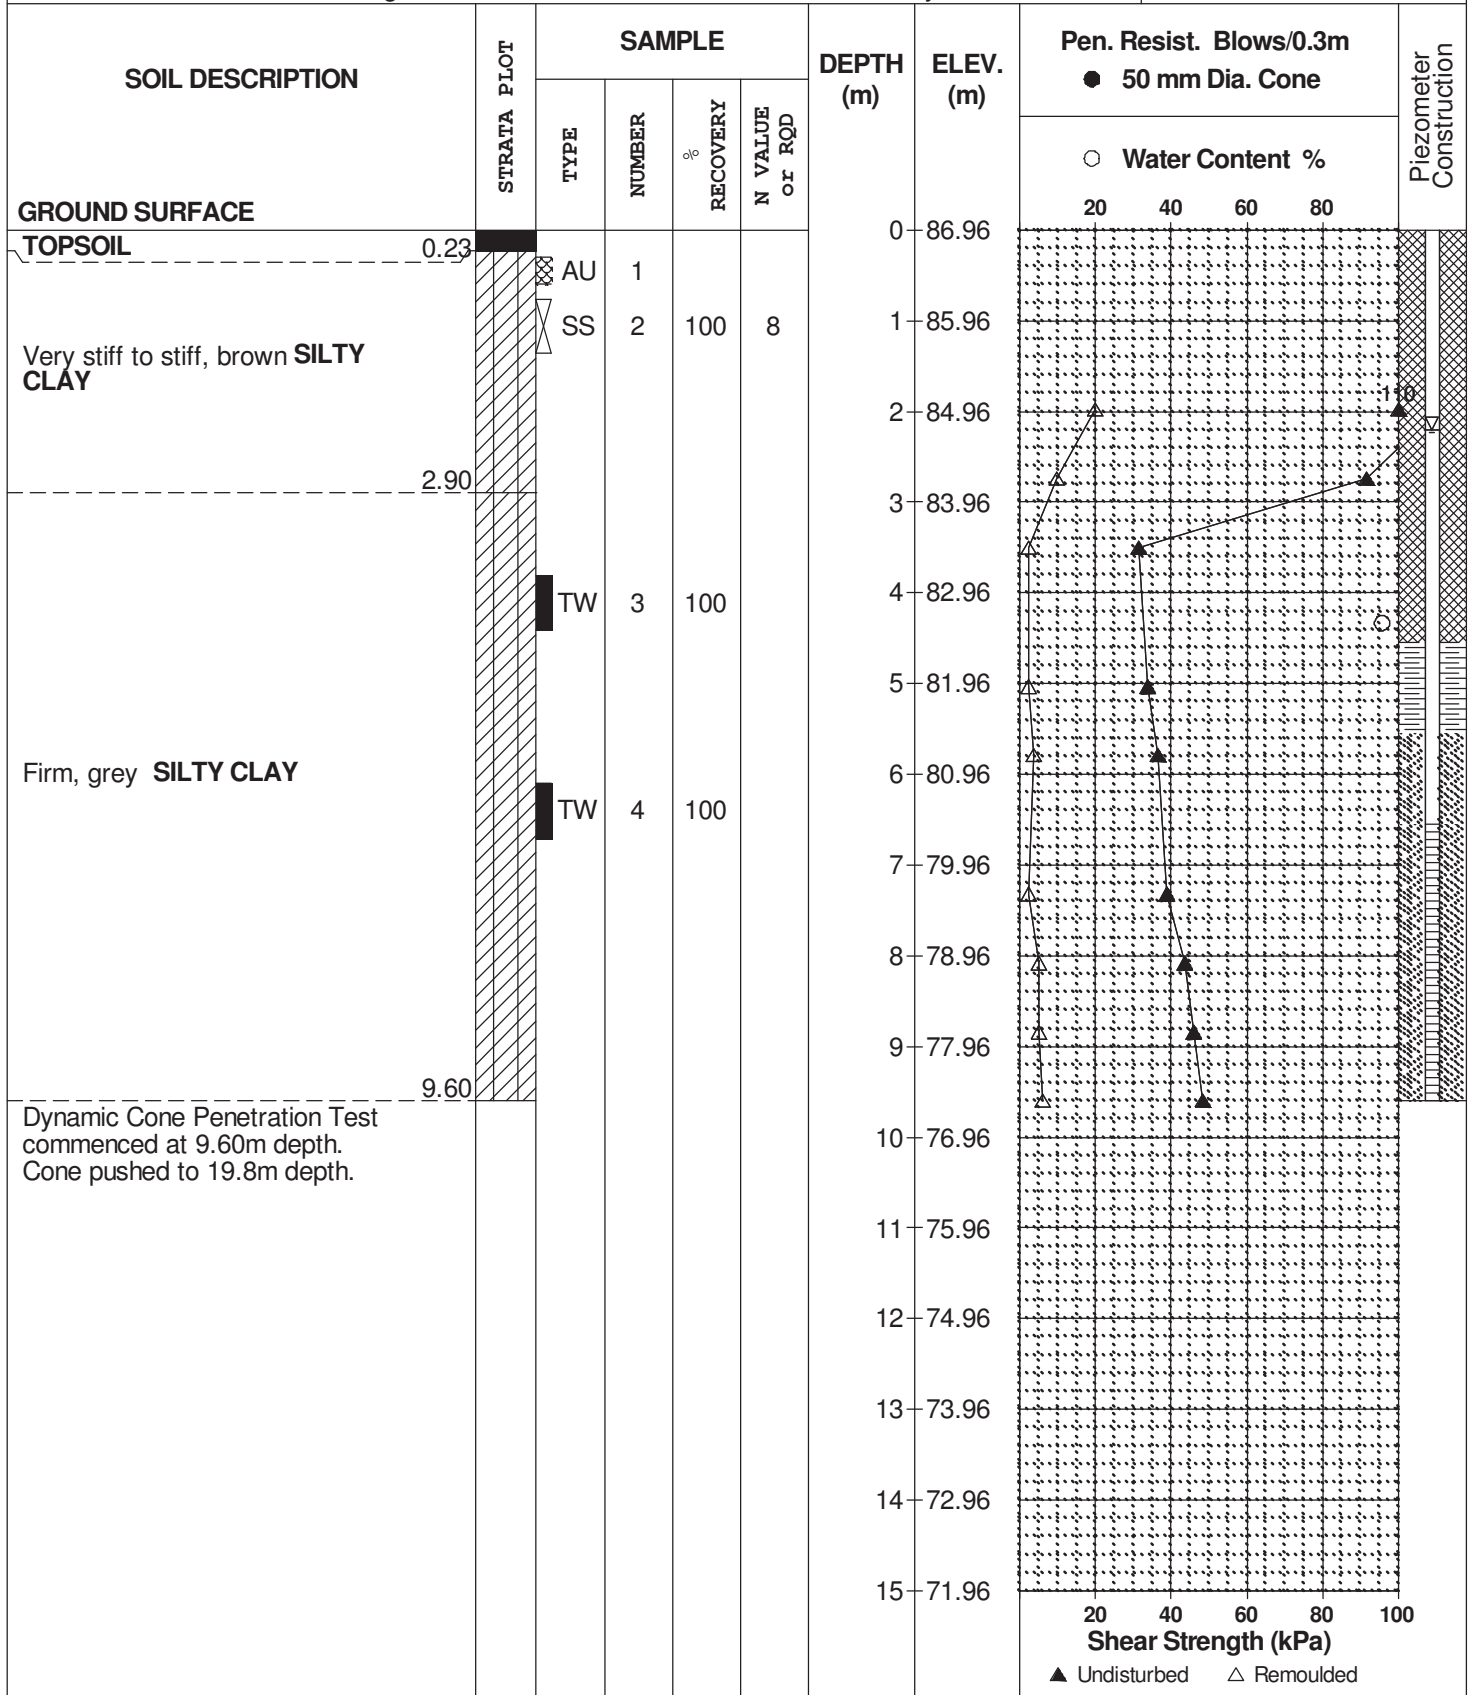 SOIL DESCRIPTION
GROUND SURFACE
STRATA PLOT
SAMPLE
TYPE
NUMBER
%
RECOVERY
N VALUE
or RQD
DEPTH
(m)
ELEV.
(m)
Pen. Resist. Blows/0.3m
● 50 mm Dia. Cone
○ Water Content %
20 40 60 80
Piezometer
Construction
TOPSOIL 0.23
AU 1
SS 2 100 8
Very stiff to stiff, brown SILTY
CLAY
2.90
TW 3 100
Firm, grey SILTY CLAY
TW 4 100
9.60
Dynamic Cone Penetration Test
commenced at 9.60m depth.
Cone pushed to 19.8m depth.
0 86.96
1 85.96
110
2 84.96
3 83.96
4 82.96
5 81.96
6 80.96
7 79.96
8 78.96
9 77.96
10 76.96
11 75.96
12 74.96
13 73.96
14 72.96
15 71.96
20 40 60 80 100
Shear Strength (kPa)
▲ Undisturbed △ Remoulded